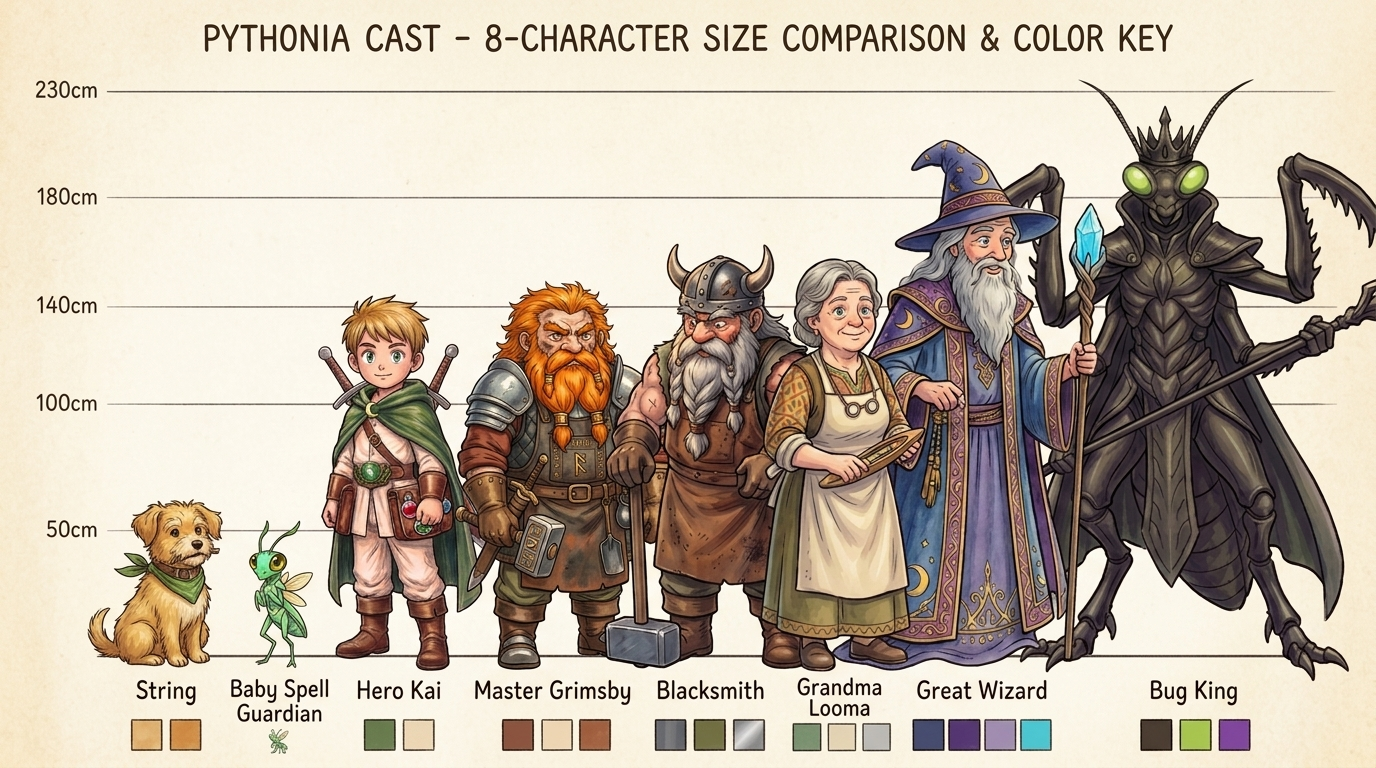 PYTHONIA CAST - 8-CHARACTER SIZE COMPARISON & COLOR KEY
230cm
180cm
140cm
100cm
50cm
String
Baby Spell
Guardian
Hero Kai
Master Grimsby
Blacksmith
Grandma
Looma
Great Wizard
Bug King